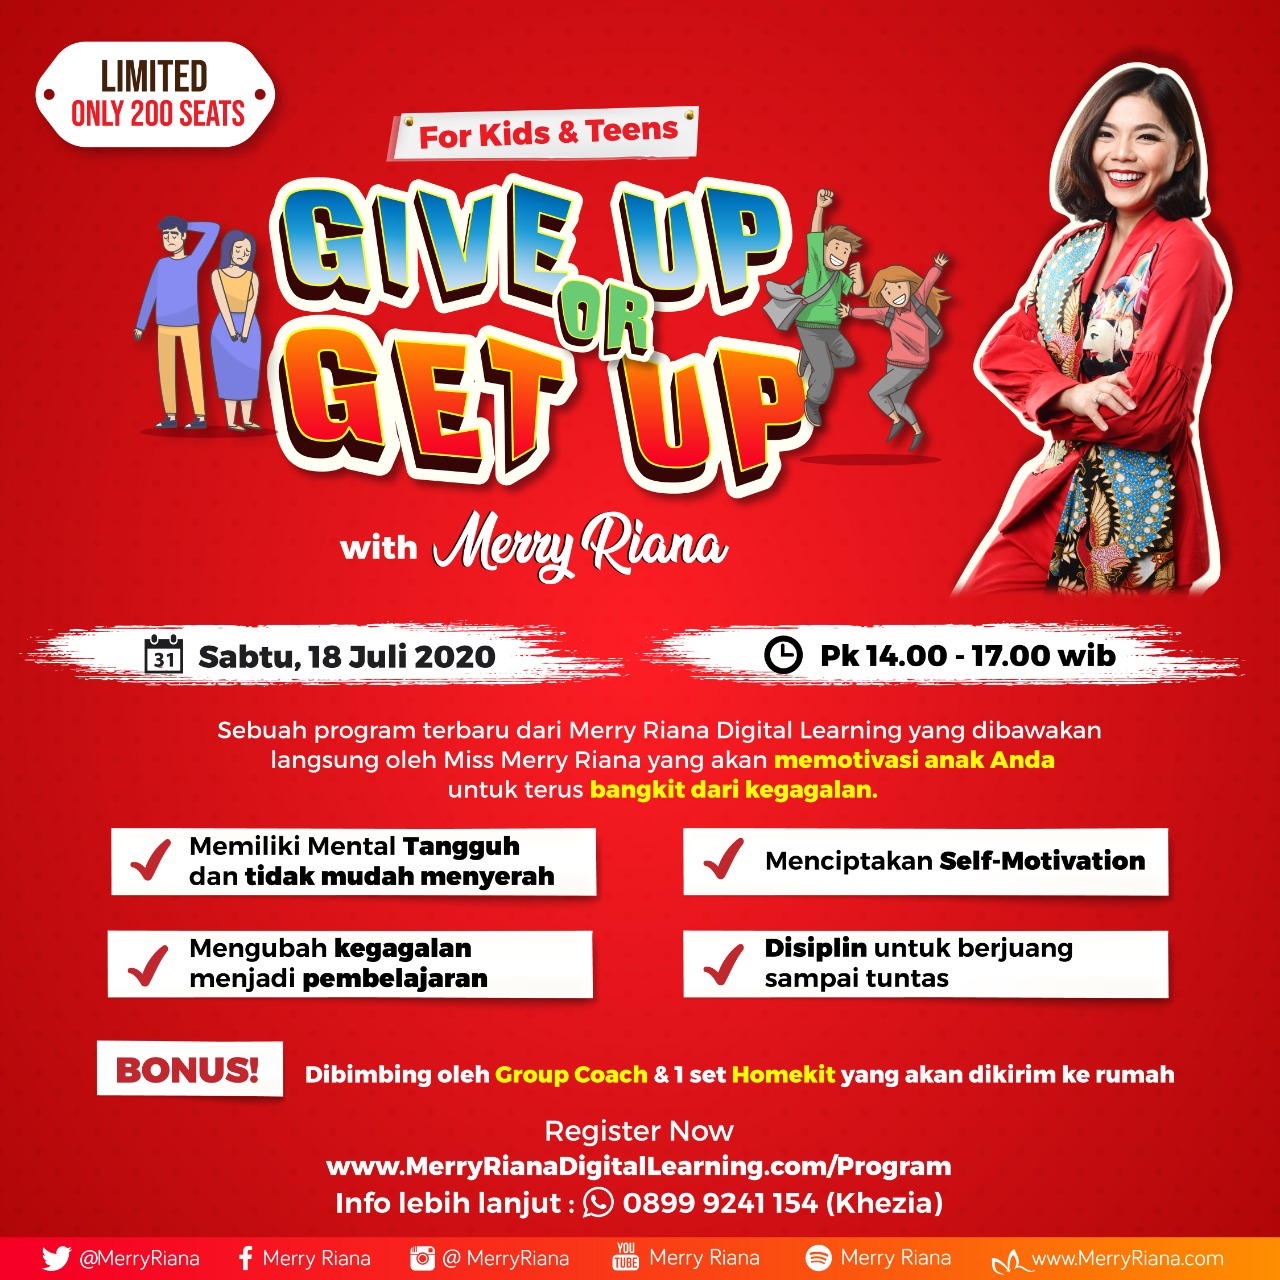 LIMITED
ONLY 200 SEATS
For Kids & Teens
GIVE UP
OR
GET UP
with Merry Riana
31
Sabtu, 18 Juli 2020
Pk 14.00 - 17.00 wib
Sebuah program terbaru dari Merry Riana Digital Learning yang dibawakan
langsung oleh Miss Merry Riana yang akan memotivasi anak Anda
untuk terus bangkit dari kegagalan.
Memiliki Mental Tangguh
dan tidak mudah menyerah
Menciptakan Self-Motivation
Mengubah kegagalan
menjadi pembelajaran
Disiplin untuk berjuang
sampai tuntas
BONUS!
Dibimbing oleh Group Coach & 1 set Homekit yang akan dikirim ke rumah
Register Now
www.MerryRianaDigitalLearning.com/Program
Info lebih lanjut : 0899 9241 154 (Khezia)
@MerryRiana
Merry Riana
@ MerryRiana
YOU
TUBE
Merry Riana
Merry Riana
www.MerryRiana.com